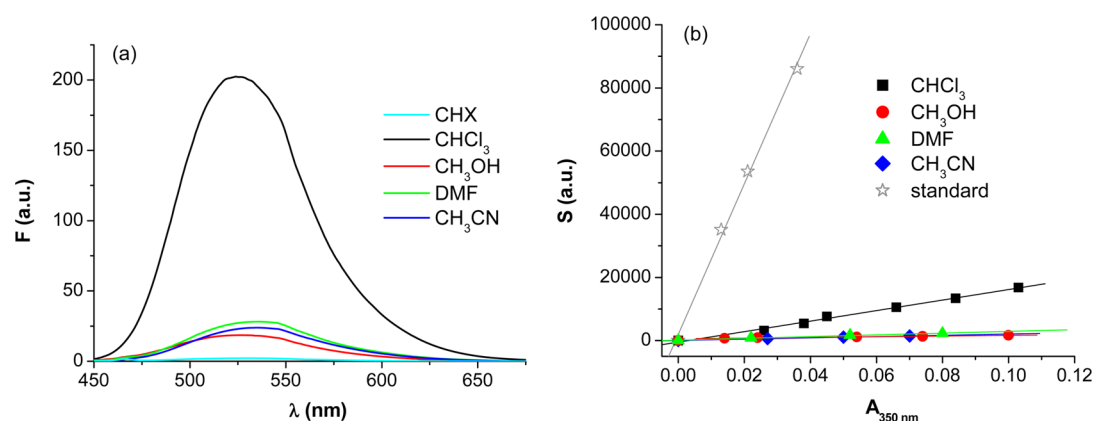 (a)
F (a.u.)
200
150
100
50
0
450
500
550
600
650
λ (nm)
CHX
CHCl₃
CH₃OH
DMF
CH₃CN
(b)
S (a.u.)
100000
80000
60000
40000
20000
0
0.00
0.02
0.04
0.06
0.08
0.10
0.12
A₃₅₀ ₙₘ
CHCl₃
CH₃OH
DMF
CH₃CN
standard